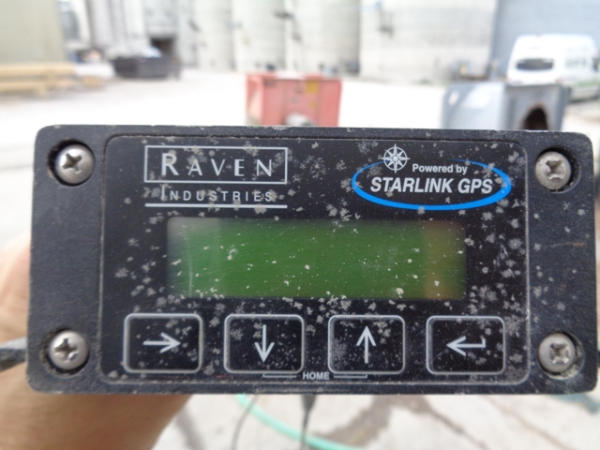 RAVEN
INDUSTRIES
Powered by
STARLINK GPS
HOME